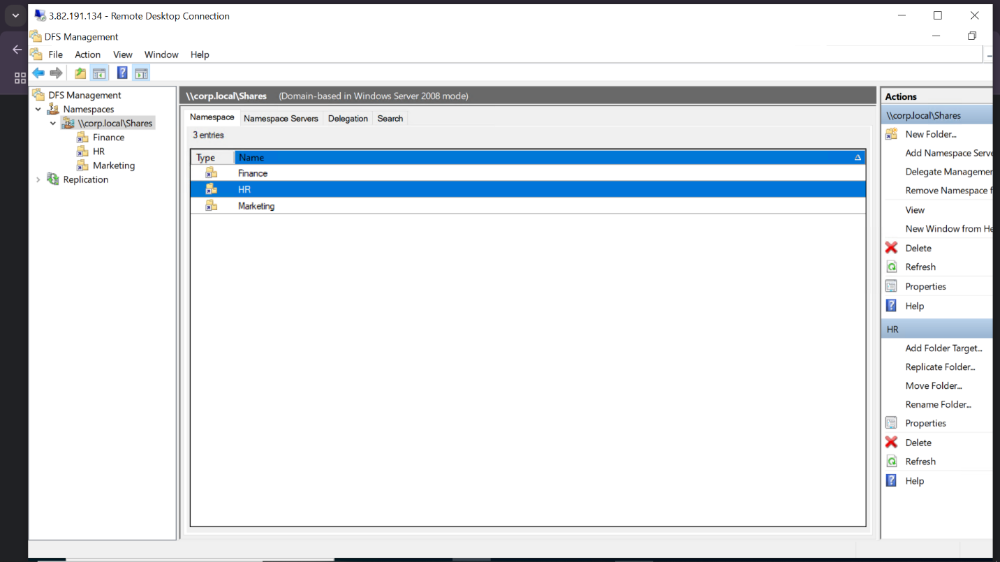 3.82.191.134 - Remote Desktop Connection
DFS Management
File Action View Window Help
DFS Management
Namespaces
\\corp.local\Shares
Finance
HR
Marketing
Replication
\\corp.local\Shares (Domain-based in Windows Server 2008 mode)
Namespace Namespace Servers Delegation Search
3 entries
Type Name
Finance
HR
Marketing
Actions
\\corp.local\Shares
New Folder...
Add Namespace Serve
Delegate Managemen
Remove Namespace f
View
New Window from He
Delete
Refresh
Properties
Help
HR
Add Folder Target...
Replicate Folder...
Move Folder...
Rename Folder...
Properties
Delete
Refresh
Help